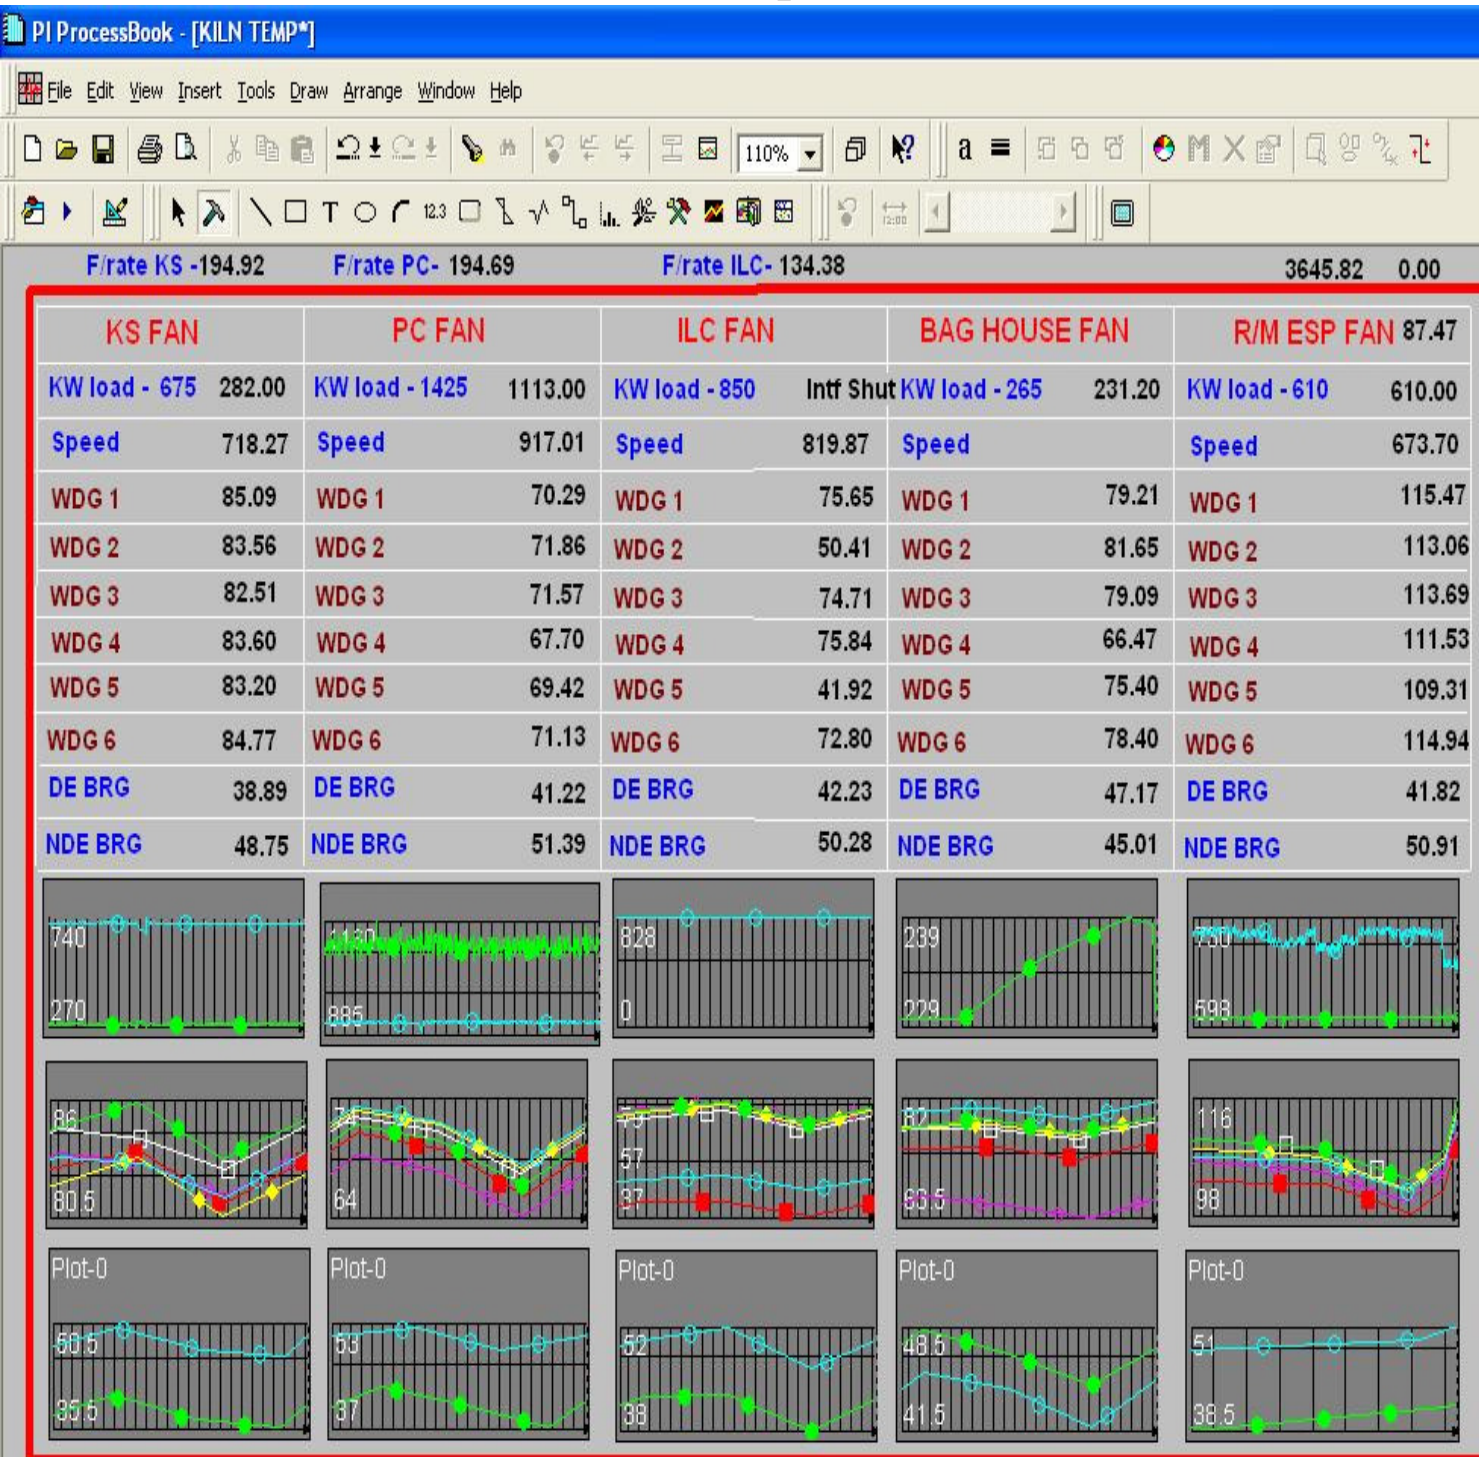 PI ProcessBook - [KILN TEMP*]
File Edit View Insert Tools Draw Arrange Window Help
110%
a
T 12.3 12:00
F/rate KS -194.92 F/rate PC- 194.69 F/rate ILC- 134.38 3645.82 0.00
KS FAN PC FAN ILC FAN BAG HOUSE FAN R/M ESP FAN 87.47
KW load - 675 282.00 KW load - 1425 1113.00 KW load - 850 Intf Shut KW load - 265 231.20 KW load - 610 610.00
Speed 718.27 Speed 917.01 Speed 819.87 Speed Speed 673.70
WDG 1 85.09 WDG 1 70.29 WDG 1 75.65 WDG 1 79.21 WDG 1 115.47
WDG 2 83.56 WDG 2 71.86 WDG 2 50.41 WDG 2 81.65 WDG 2 113.06
WDG 3 82.51 WDG 3 71.57 WDG 3 74.71 WDG 3 79.09 WDG 3 113.69
WDG 4 83.60 WDG 4 67.70 WDG 4 75.84 WDG 4 66.47 WDG 4 111.53
WDG 5 83.20 WDG 5 69.42 WDG 5 41.92 WDG 5 75.40 WDG 5 109.31
WDG 6 84.77 WDG 6 71.13 WDG 6 72.80 WDG 6 78.40 WDG 6 114.94
DE BRG 38.89 DE BRG 41.22 DE BRG 42.23 DE BRG 47.17 DE BRG 41.82
NDE BRG 48.75 NDE BRG 51.39 NDE BRG 50.28 NDE BRG 45.01 NDE BRG 50.91
740 828 239 730
270 885 0 229 598
86 79 82 116
57
80.5 64 37 98
Plot-0 Plot-0 Plot-0 Plot-0 Plot-0
53 52 48.5 51
37 38 41.5 38.5